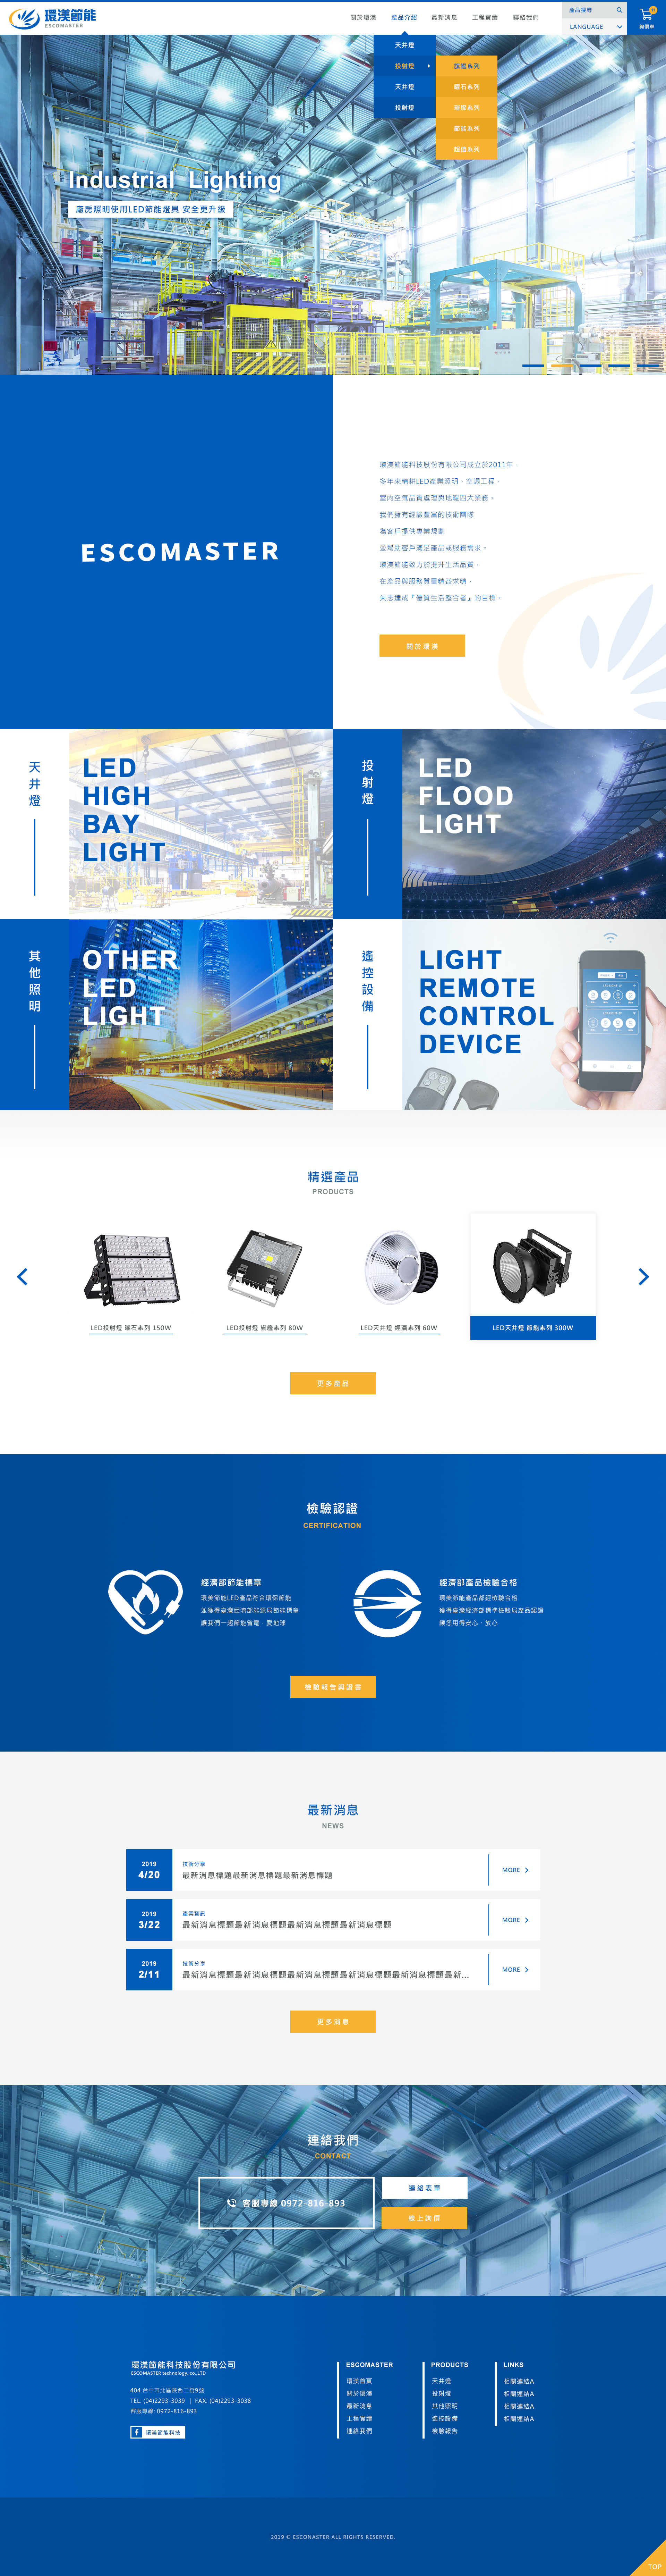 環渼節能
ESCOMASTER
關於環渼
產品介紹
最新消息
工程實績
聯絡我們
產品搜尋
LANGUAGE
詢價車
天井燈
投射燈
天井燈
投射燈
旗艦系列
曜石系列
節能系列
超值系列
Industrial Lighting
廠房照明使用LED節能燈具 安全更升級
ESCOMASTER
環渼節能科技股份有限公司成立於2011年，
多年來精耕LED產業照明、空調工程、
室內空氣品質處理與地暖四大業務。
我們擁有經驗豐富的技術團隊
為客戶提供專業規劃
並幫助客戶滿足產品或服務需求。
環渼節能致力於提升生活品質，
在產品與服務質量精益求精，
矢志達成『優質生活整合者』的目標。
關於環渼
天井燈
LED
HIGH
BAY
LIGHT
投射燈
LED
FLOOD
LIGHT
其他照明
OTHER
LED
LIGHT
遙控設備
LIGHT
REMOTE
CONTROL
DEVICE
精選產品
PRODUCTS
LED投射燈 曜石系列 150W
LED投射燈 旗艦系列 80W
LED天井燈 經濟系列 60W
LED天井燈 節能系列 300W
更多產品
檢驗認證
CERTIFICATION
經濟部節能標章
環美節能LED產品符合環保節能
並獲得臺灣經濟部能源局節能標章
讓我們一起節能省電，愛地球
經濟部產品檢驗合格
環美節能產品都經檢驗合格
獲得臺灣經濟部標準檢驗局產品認證
讓您用得安心、放心
檢驗報告與證書
最新消息
NEWS
2019
4/20
技術分享
最新消息標題最新消息標題最新消息標題
MORE
2019
3/22
產業資訊
最新消息標題最新消息標題最新消息標題最新消息標題
MORE
2019
2/11
技術分享
最新消息標題最新消息標題最新消息標題最新消息標題最新消息標題最新...
MORE
更多消息
連絡我們
CONTACT
客服專線 0972-816-893
連絡表單
線上詢價
環渼節能科技股份有限公司
ESCOMASTER technology. co.,LTD
404 台中市北區陝西二街9號
TEL: (04)2293-3039 | FAX: (04)2293-3038
客服專線: 0972-816-893
環渼節能科技
ESCOMASTER
環渼首頁
關於環渼
最新消息
工程實績
連絡我們
PRODUCTS
天井燈
投射燈
其他照明
遙控設備
檢驗報告
LINKS
相關連結A
相關連結A
相關連結A
相關連結A
2019 © ESCONASTER ALL RIGHTS RESERVED.
TOP